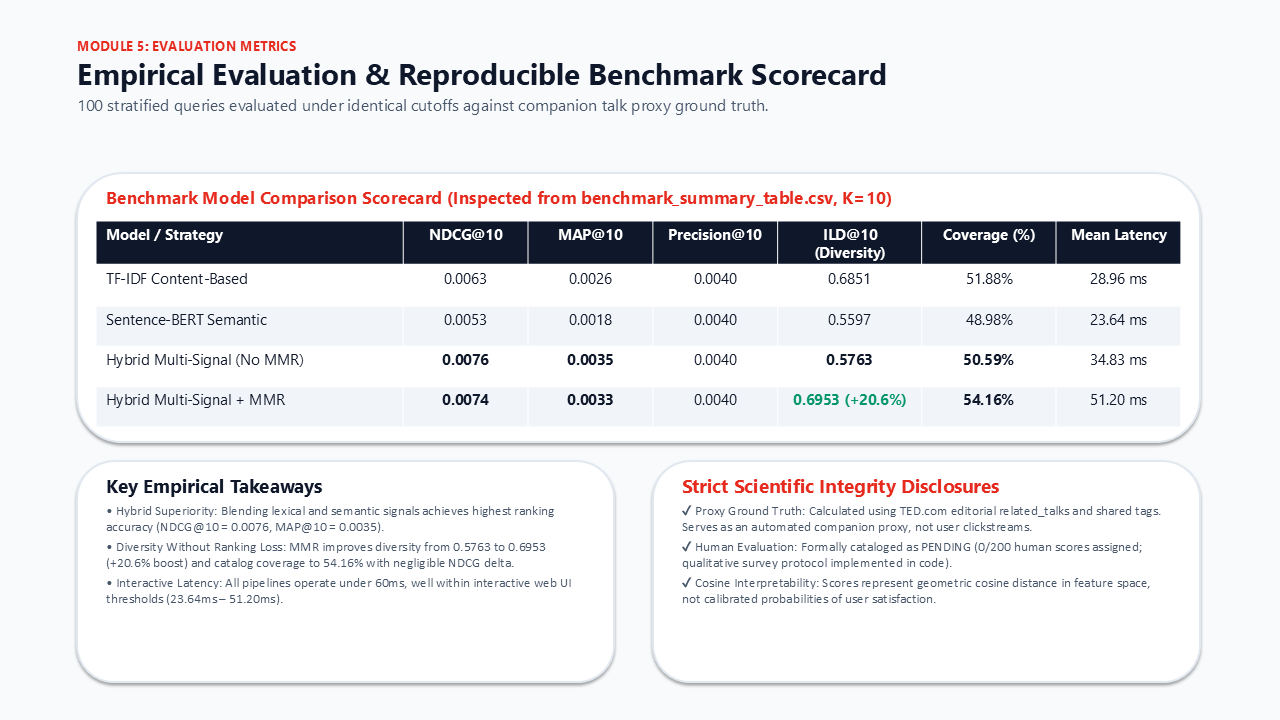 MODULE 5: EVALUATION METRICS
Empirical Evaluation & Reproducible Benchmark Scorecard
100 stratified queries evaluated under identical cutoffs against companion talk proxy ground truth.
Benchmark Model Comparison Scorecard (Inspected from benchmark_summary_table.csv, K=10)
Model / Strategy NDCG@10 MAP@10 Precision@10 ILD@10 (Diversity) Coverage (%) Mean Latency
TF-IDF Content-Based 0.0063 0.0026 0.0040 0.6851 51.88% 28.96 ms
Sentence-BERT Semantic 0.0053 0.0018 0.0040 0.5597 48.98% 23.64 ms
Hybrid Multi-Signal (No MMR) 0.0076 0.0035 0.0040 0.5763 50.59% 34.83 ms
Hybrid Multi-Signal + MMR 0.0074 0.0033 0.0040 0.6953 (+20.6%) 54.16% 51.20 ms
Key Empirical Takeaways
• Hybrid Superiority: Blending lexical and semantic signals achieves highest ranking
accuracy (NDCG@10 = 0.0076, MAP@10 = 0.0035).
• Diversity Without Ranking Loss: MMR improves diversity from 0.5763 to 0.6953
(+20.6% boost) and catalog coverage to 54.16% with negligible NDCG delta.
• Interactive Latency: All pipelines operate under 60ms, well within interactive web UI
thresholds (23.64ms – 51.20ms).
Strict Scientific Integrity Disclosures
✓ Proxy Ground Truth: Calculated using TED.com editorial related_talks and shared tags.
Serves as an automated companion proxy, not user clickstreams.
✓ Human Evaluation: Formally cataloged as PENDING (0/200 human scores assigned;
qualitative survey protocol implemented in code).
✓ Cosine Interpretability: Scores represent geometric cosine distance in feature space,
not calibrated probabilities of user satisfaction.